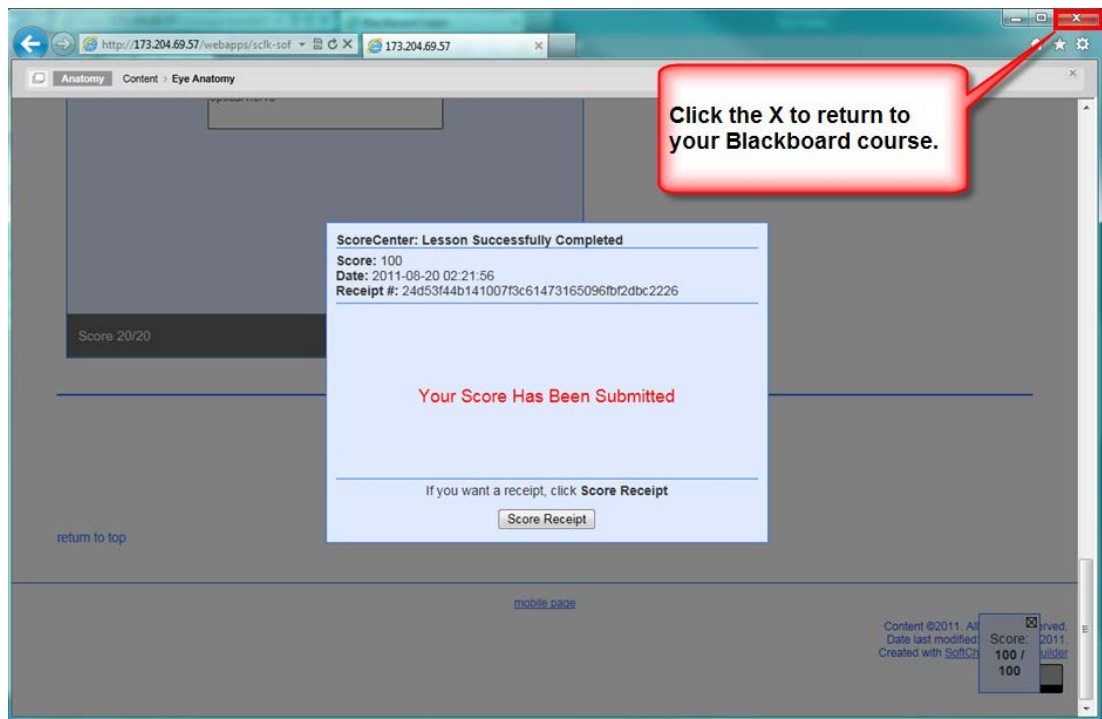 http://173.204.69.57/webapps/sclk-sof
173.204.69.57
Anatomy Content > Eye Anatomy
Click the X to return to
your Blackboard course.
ScoreCenter: Lesson Successfully Completed
Score: 100
Date: 2011-08-20 02:21:56
Receipt #: 24d53f44b141007f3c61473165096fbf2dbc2226
Score 20/20
Your Score Has Been Submitted
If you want a receipt, click Score Receipt
Score Receipt
return to top
mobile page
Content ©2011. All
Date last modified: 2011.
Created with SoftCh
Score:
100 /
100